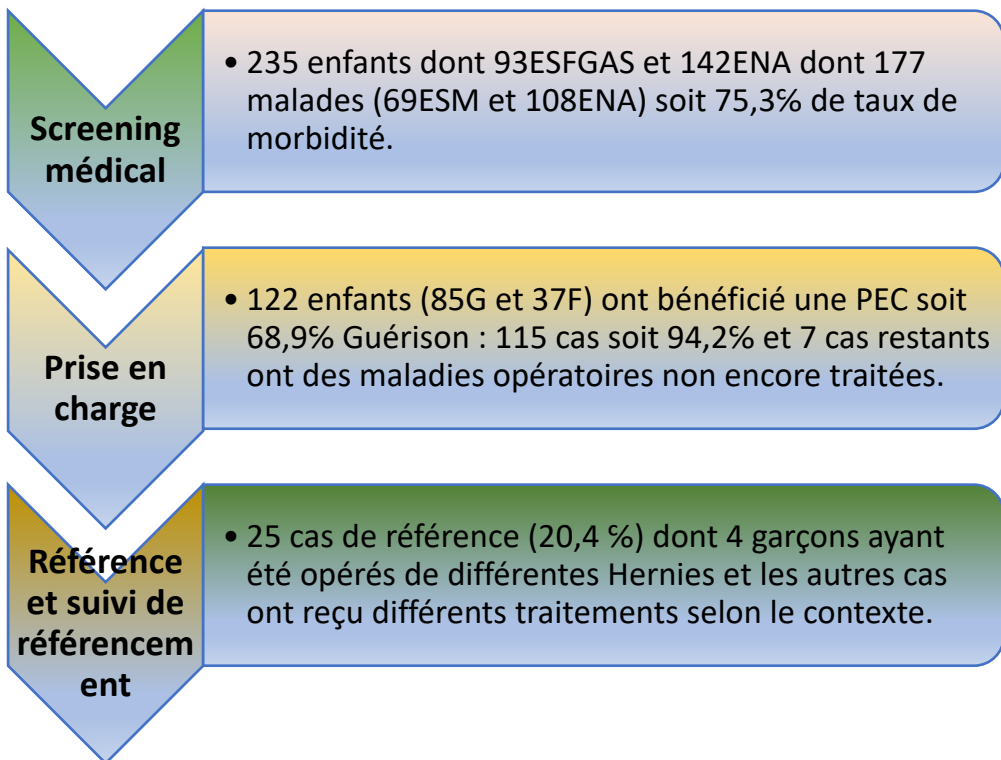 Screening
médical
• 235 enfants dont 93ESFGAS et 142ENA dont 177
malades (69ESM et 108ENA) soit 75,3℅ de taux de
morbidité.
Prise en
charge
• 122 enfants (85G et 37F) ont bénéficié une PEC soit
68,9℅ Guérison : 115 cas soit 94,2℅ et 7 cas restants
ont des maladies opératoires non encore traitées.
Référence
et suivi de
référencem
ent
• 25 cas de référence (20,4 ℅) dont 4 garçons ayant
été opérés de différentes Hernies et les autres cas
ont reçu différents traitements selon le contexte.